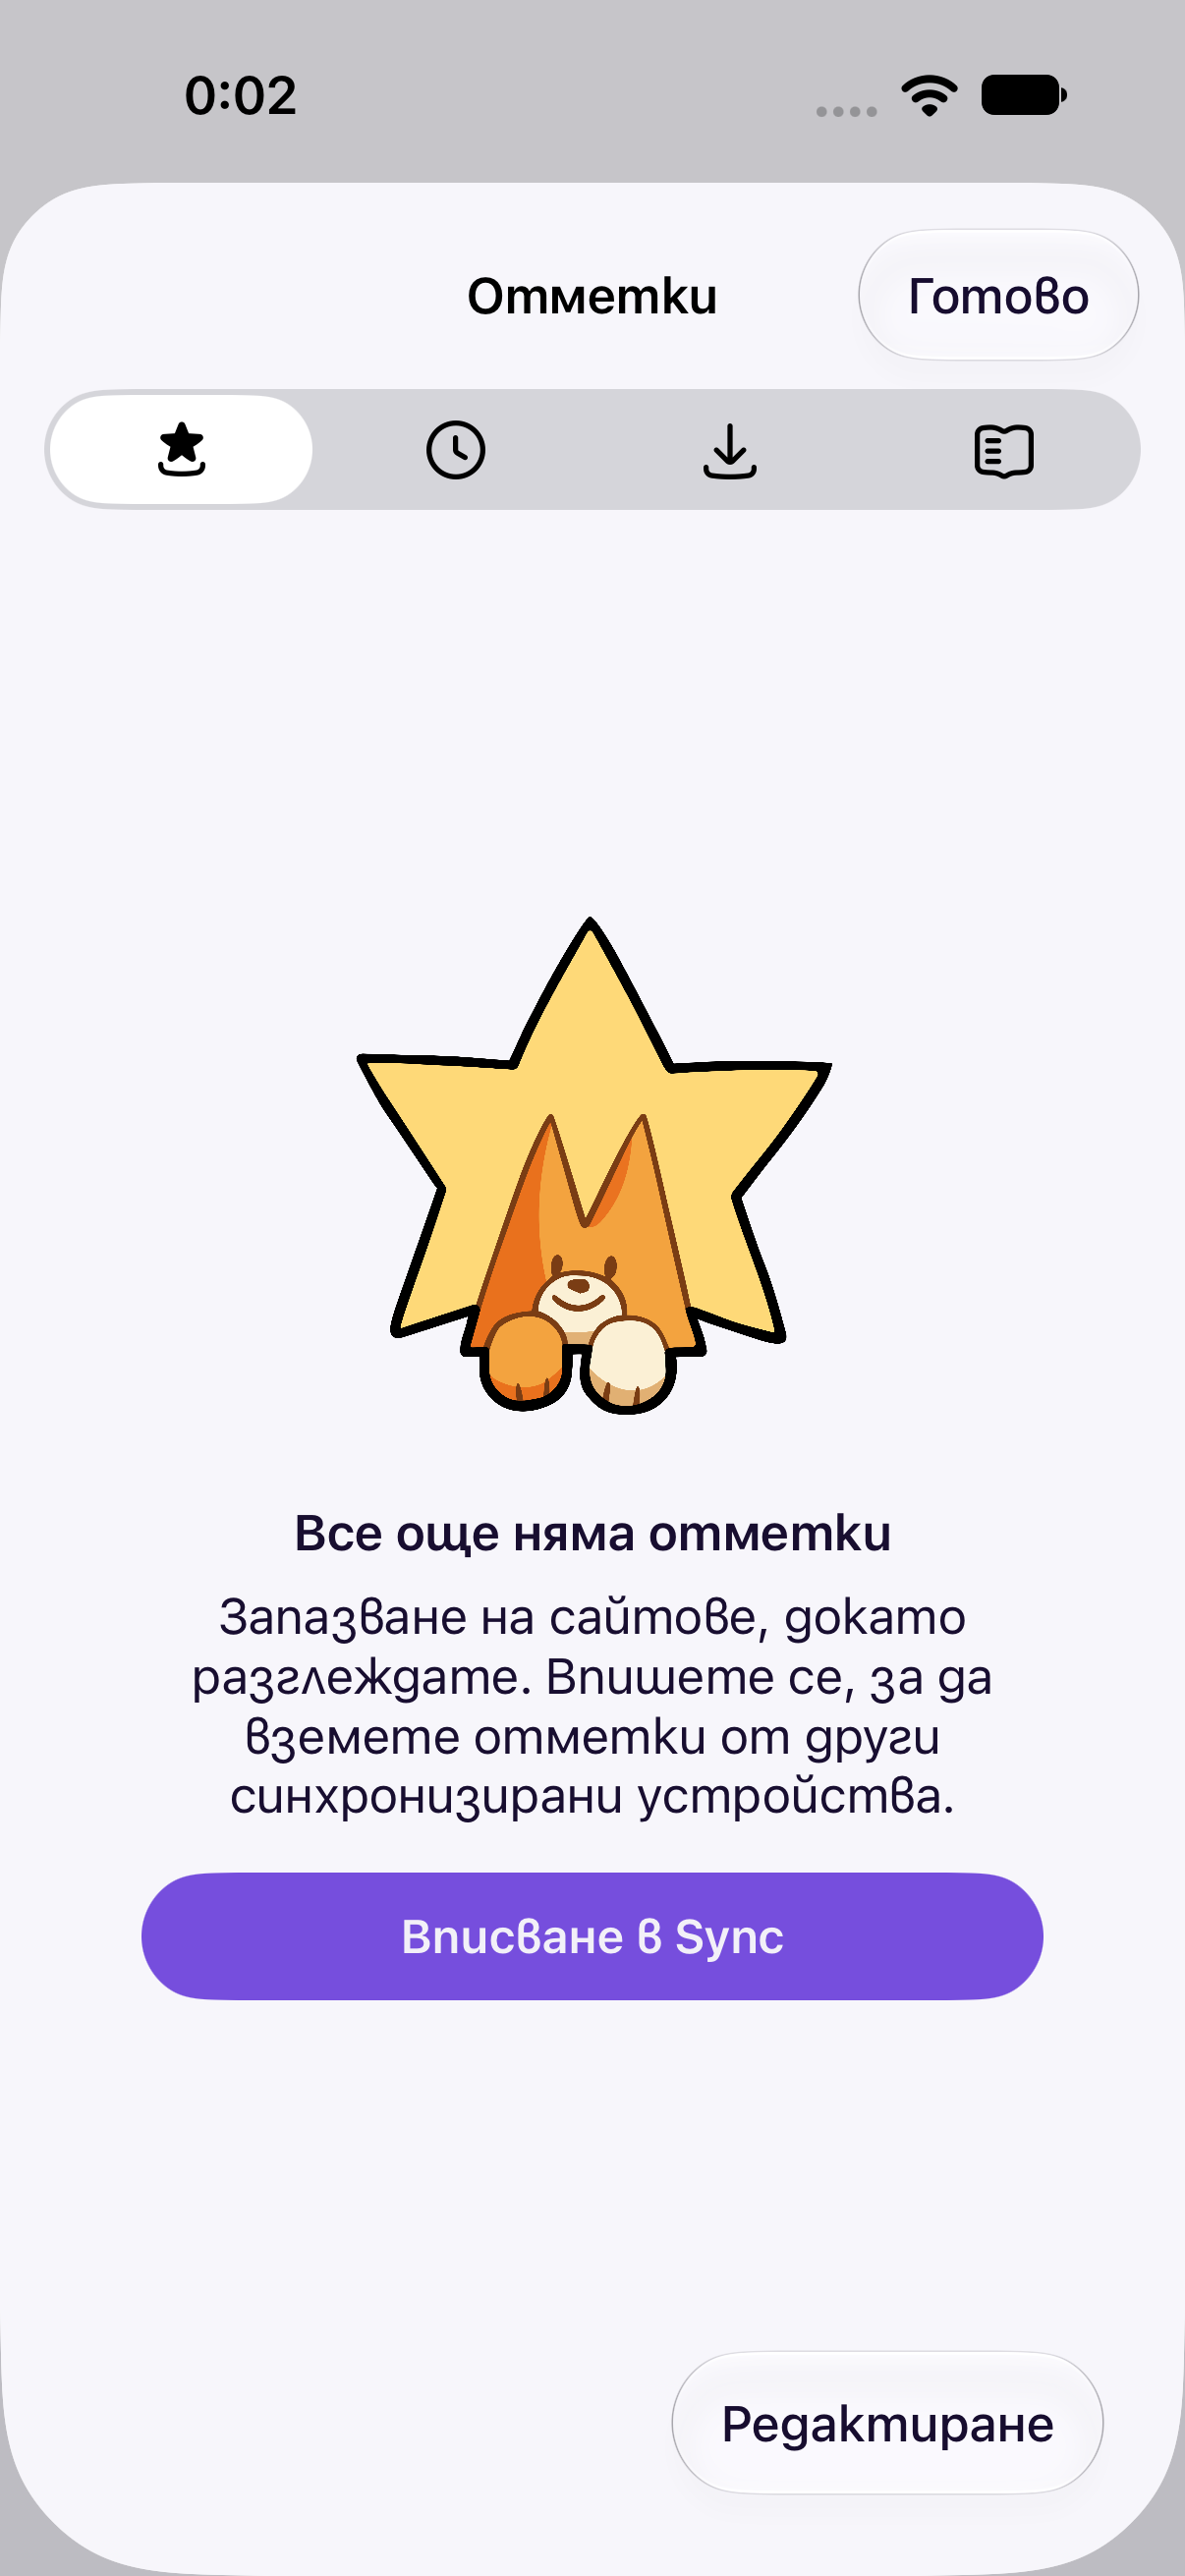 0:02
Отметки
Готово
Все още няма отметки
Запазване на сайтове, докато
разглеждате. Впишете се, за да
вземете отметки от други
синхронизирани устройства.
Вписване в Sync
Редактиране